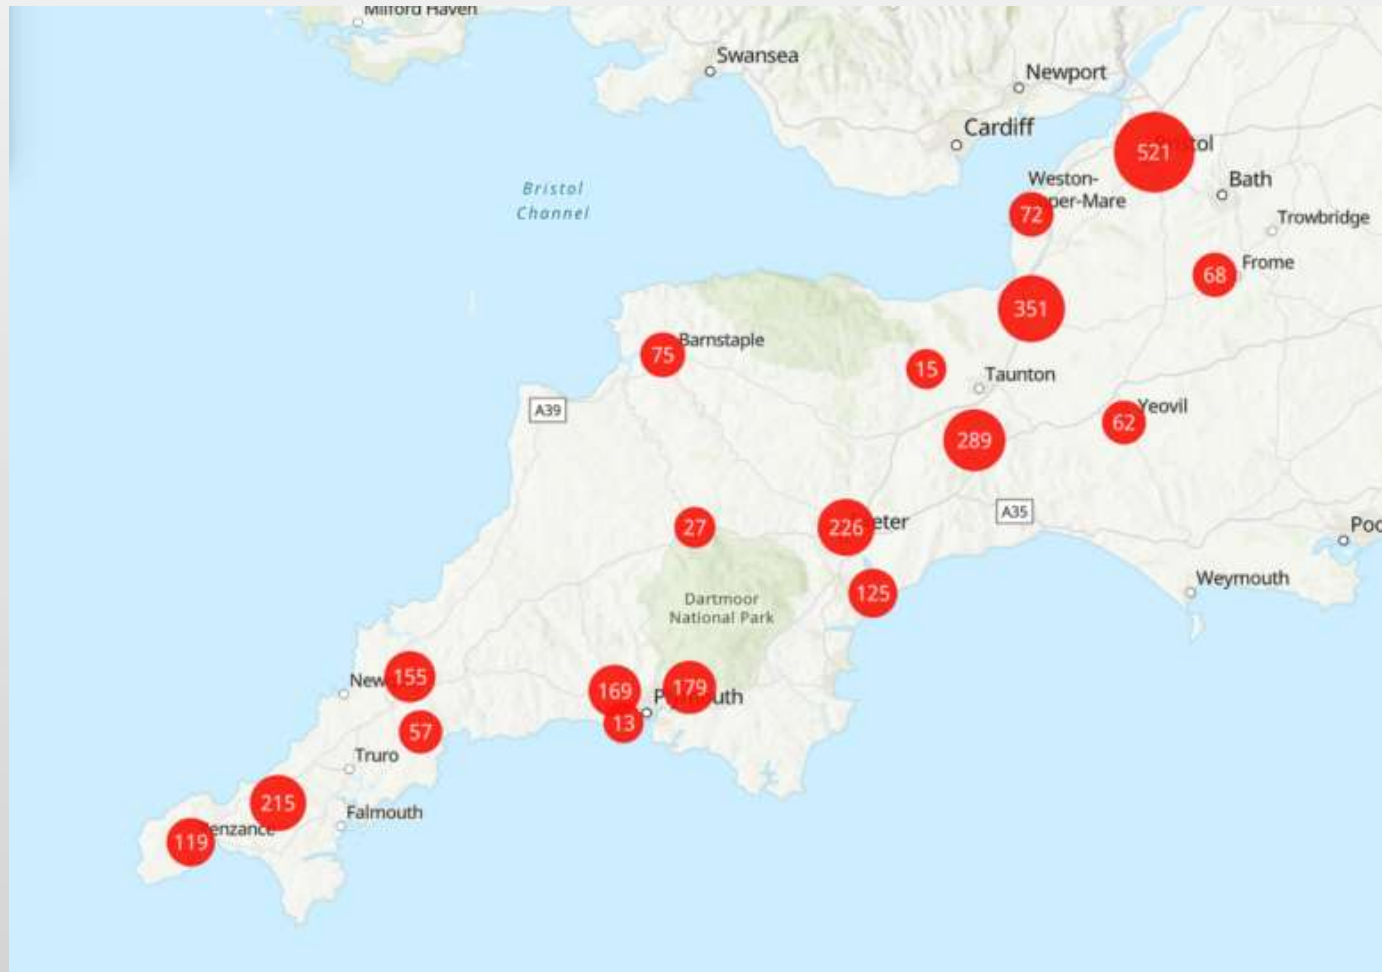 Milford Haven
Swansea
Newport
Cardiff
521
Bristol
Channel
Weston-
72
Bath
Trowbridge
68
Frome
351
75
Barnstaple
15
Taunton
A39
289
62
Yeovil
27
226
A35
125
Weymouth
Dartmoor
National Park
155
169
179
13
57
Truro
215
Falmouth
119